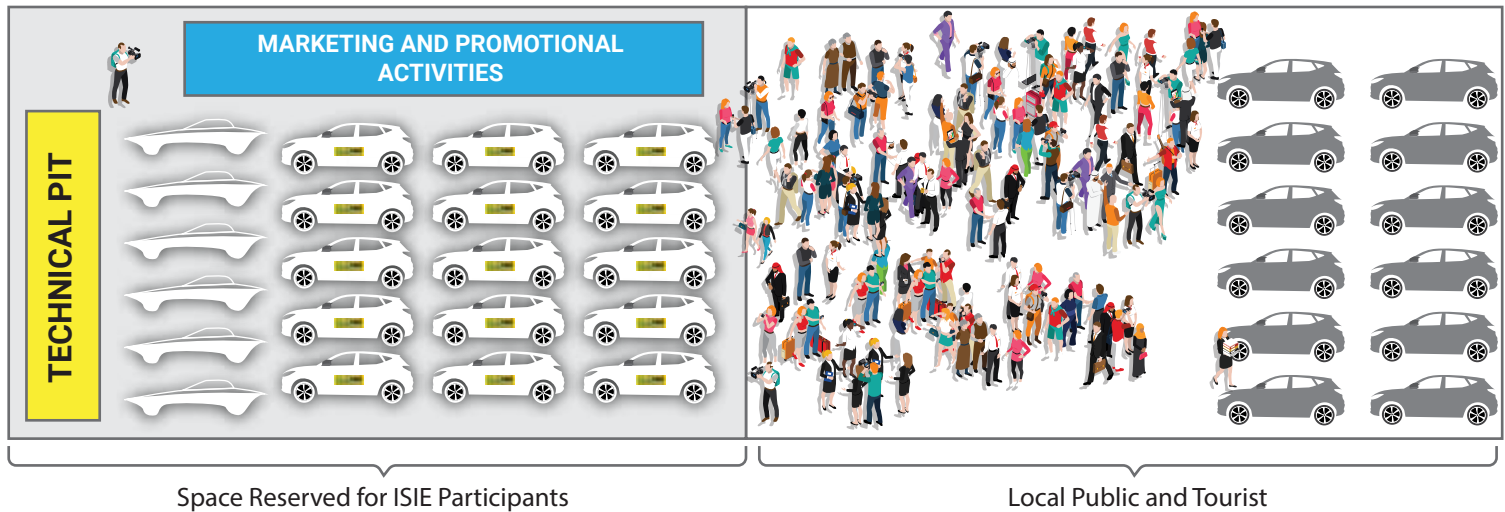 MARKETING AND PROMOTIONAL
ACTIVITIES
TECHNICAL PIT
Space Reserved for ISIE Participants
Local Public and Tourist